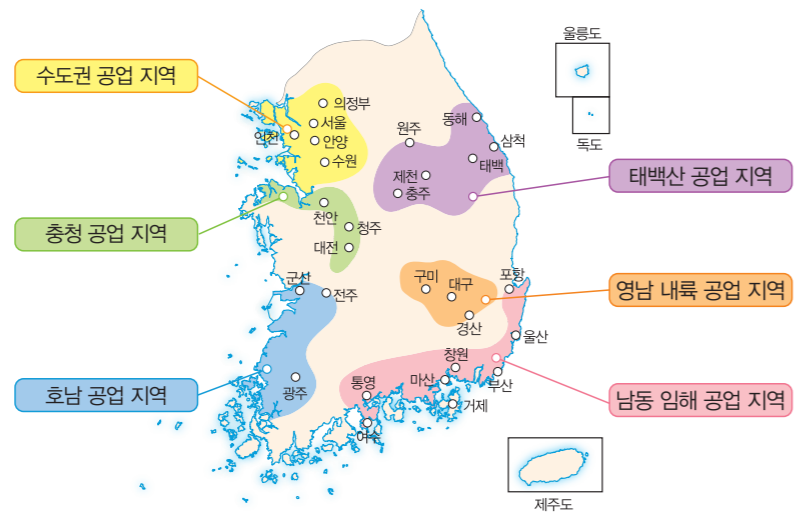 울릉도
독도
수도권 공업 지역
의정부
서울
인천
안양
수원
동해
원주
삼척
태백
제천
충주
태백산 공업 지역
충청 공업 지역
천안
청주
대전
군산
전주
구미
대구
포항
경산
울산
영남 내륙 공업 지역
호남 공업 지역
광주
통영
창원
마산
부산
거제
여수
남동 임해 공업 지역
제주도